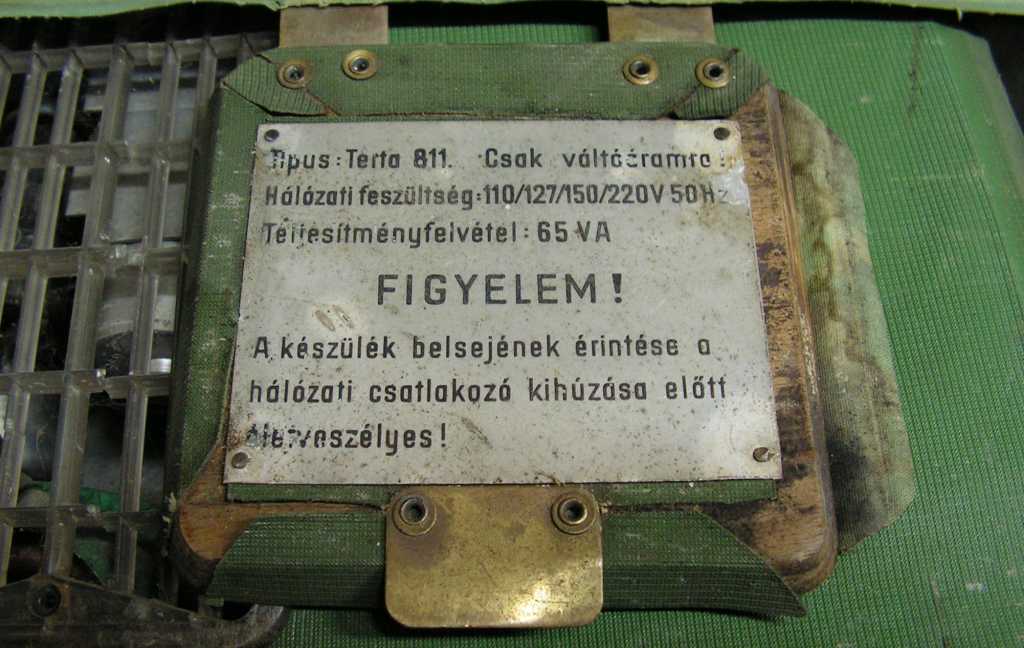 Tipus: Terta 811. Csak váltóáramra!
Hálózati feszültség: 110/127/150/220V 50Hz
Teljesítményfelvétel: 65 VA
FIGYELEM!
A készülék belsejének érintése a
hálózati csatlakozó kihúzása előtt
életveszélyes!